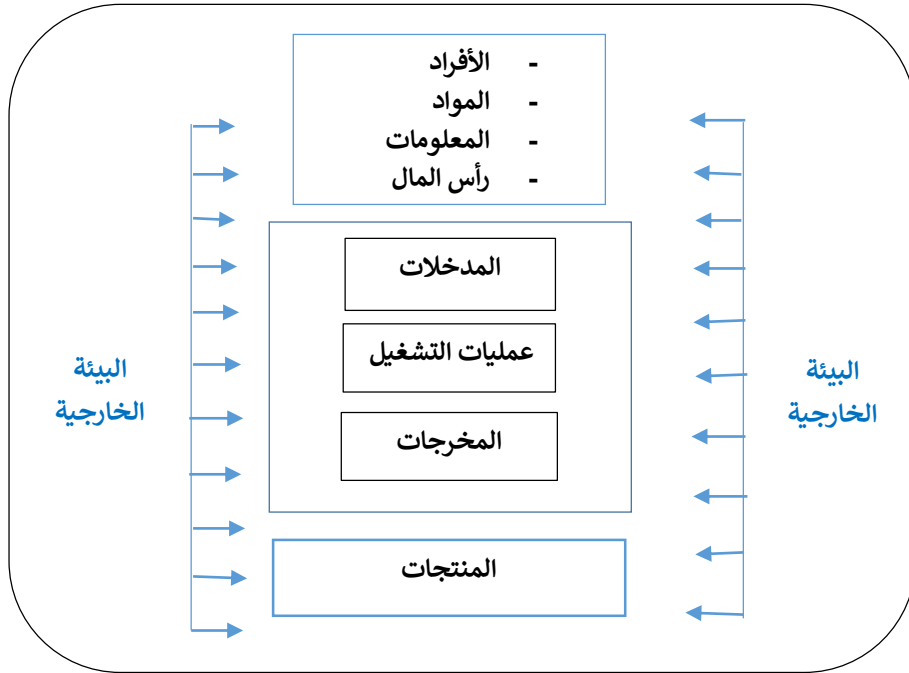 - الأفراد
- المواد
- المعلومات
- رأس المال
المدخلات
عمليات التشغيل
المخرجات
المنتجات
البيئة
الخارجية
البيئة
الخارجية